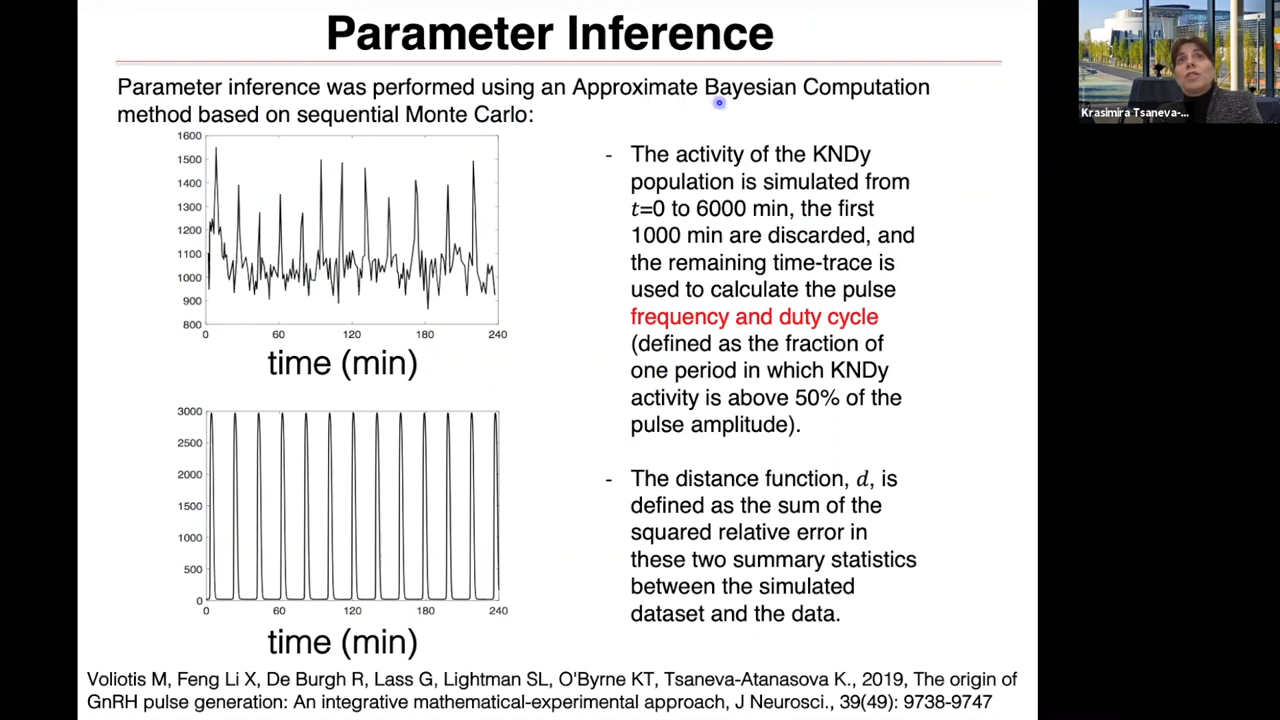 Parameter Inference
Parameter inference was performed using an Approximate Bayesian Computation
method based on sequential Monte Carlo:
1600
1500
1400
1300
1200
1100
1000
900
800
0 60 120 180 240
time (min)
3000
2500
2000
1500
1000
500
0
0 60 120 180 240
time (min)
- The activity of the KNDy
population is simulated from
t=0 to 6000 min, the first
1000 min are discarded, and
the remaining time-trace is
used to calculate the pulse
frequency and duty cycle
(defined as the fraction of
one period in which KNDy
activity is above 50% of the
pulse amplitude).
- The distance function, d, is
defined as the sum of the
squared relative error in
these two summary statistics
between the simulated
dataset and the data.
Voliotis M, Feng Li X, De Burgh R, Lass G, Lightman SL, O'Byrne KT, Tsaneva-Atanasova K., 2019, The origin of
GnRH pulse generation: An integrative mathematical-experimental approach, J Neurosci., 39(49): 9738-9747
Krasimira Tsaneva-...